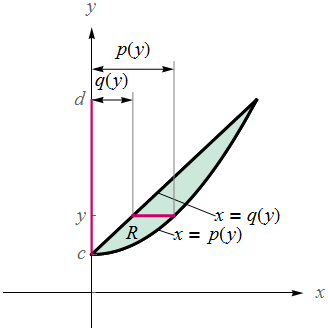 y
p(y)
q(y)
d
y
x = q(y)
R
x = p(y)
c
x